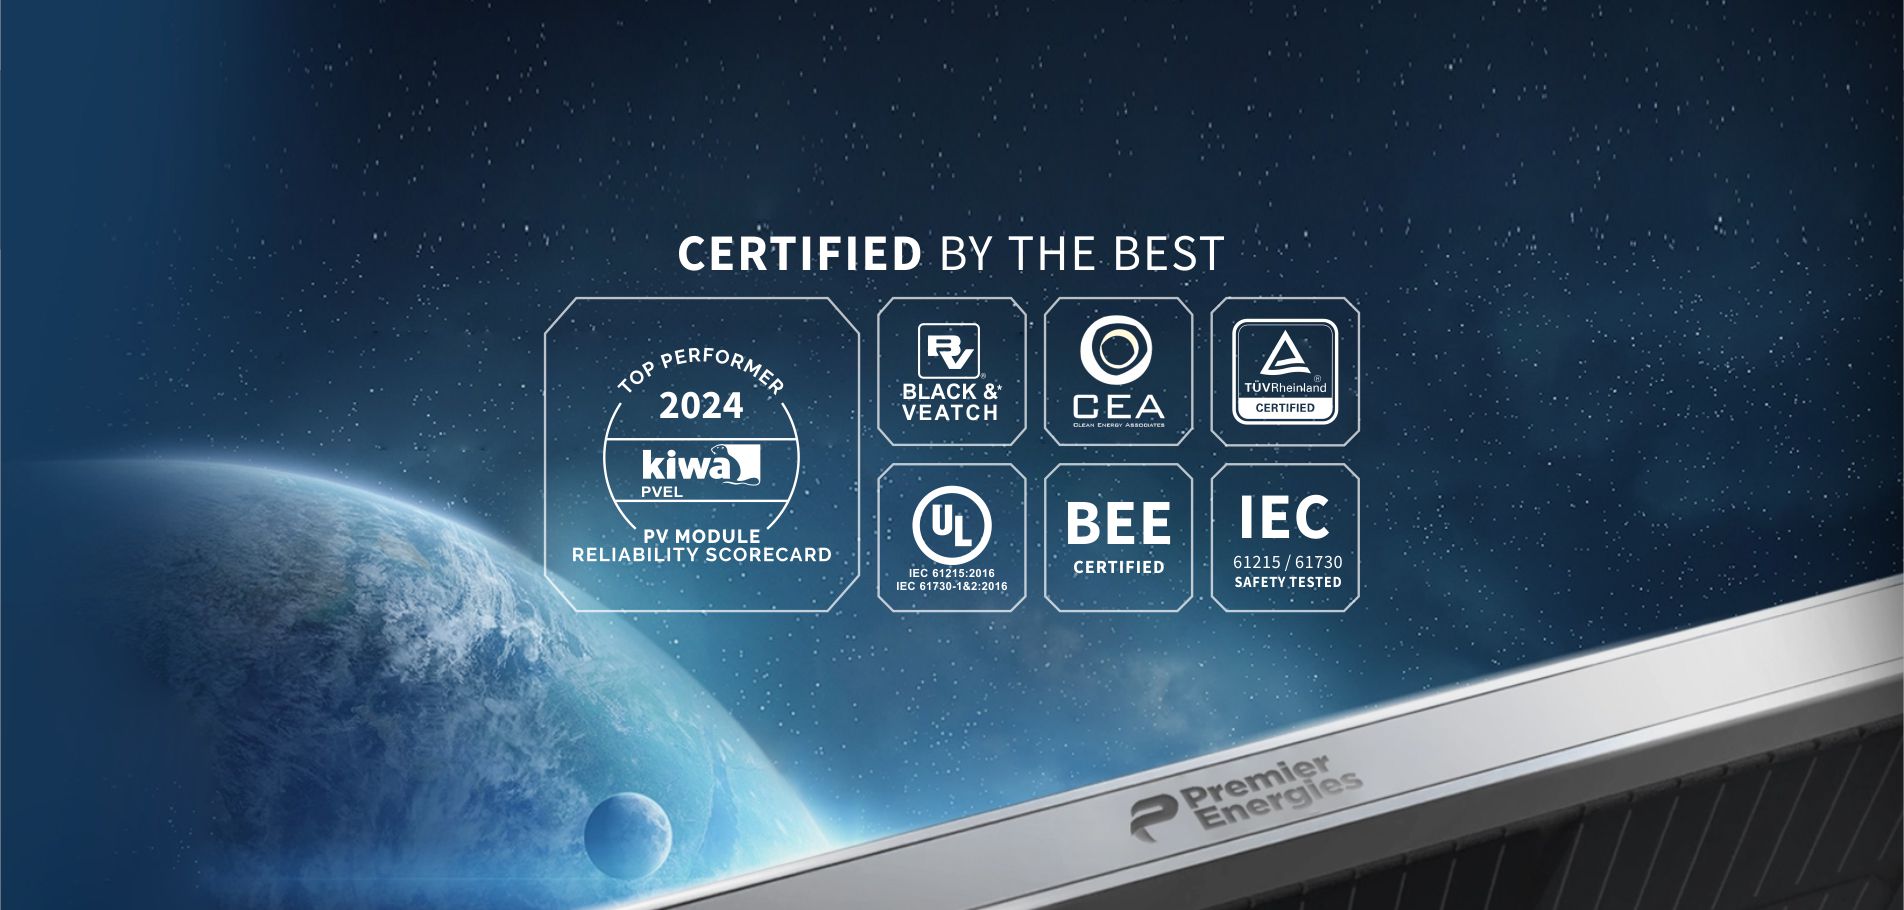 CERTIFIED BY THE BEST
TOP PERFORMER
2024
kiwa
PVEL
PV MODULE
RELIABILITY SCORECARD
BV
®
BLACK &*
VEATCH
CEA
CLEAN ENERGY ASSOCIATES
TÜVRheinland®
CERTIFIED
UL
IEC 61215:2016
IEC 61730-1&2:2016
BEE
CERTIFIED
IEC
61215 / 61730
SAFETY TESTED
Premier
Energies